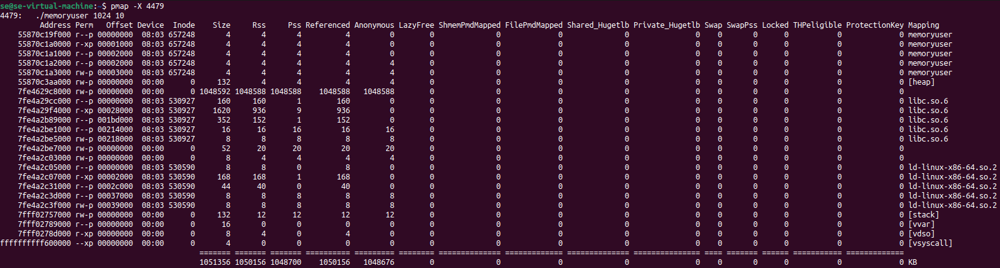 se@se-virtual-machine:~$ pmap -X 4479
4479:   ./memoryuser 1024 10
Address Perm Offset Device Inode Size Rss Pss Referenced Anonymous LazyFree ShmemPmdMapped FilePmdMapped Shared_Hugetlb Private_Hugetlb Swap SwapPss Locked THPeligible ProtectionKey Mapping
55870c19f000 r--p 00000000 08:03 657248 4 4 4 4 0 0 0 0 0 0 0 0 0 0 0 memoryuser
55870c1a0000 r-xp 00001000 08:03 657248 4 4 4 4 0 0 0 0 0 0 0 0 0 0 0 memoryuser
55870c1a1000 r--p 00002000 08:03 657248 4 4 4 4 0 0 0 0 0 0 0 0 0 0 0 memoryuser
55870c1a2000 r--p 00002000 08:03 657248 4 4 4 4 4 0 0 0 0 0 0 0 0 0 0 memoryuser
55870c1a3000 rw-p 00003000 08:03 657248 4 4 4 4 4 0 0 0 0 0 0 0 0 0 0 memoryuser
55870c3aa000 rw-p 00000000 00:00 0 132 4 4 4 4 0 0 0 0 0 0 0 0 0 0 [heap]
7fe4629c8000 rw-p 00000000 00:00 0 1048592 1048588 1048588 1048588 1048588 0 0 0 0 0 0 0 0 0 0
7fe4a29cc000 r--p 00000000 08:03 530927 160 160 1 160 0 0 0 0 0 0 0 0 0 0 0 libc.so.6
7fe4a29f4000 r-xp 00028000 08:03 530927 1620 936 9 936 0 0 0 0 0 0 0 0 0 0 0 libc.so.6
7fe4a2b89000 r--p 001bd000 08:03 530927 352 152 1 152 0 0 0 0 0 0 0 0 0 0 0 libc.so.6
7fe4a2be1000 r--p 00214000 08:03 530927 16 16 16 16 16 0 0 0 0 0 0 0 0 0 0 libc.so.6
7fe4a2be5000 rw-p 00218000 08:03 530927 8 8 8 8 8 0 0 0 0 0 0 0 0 0 0 libc.so.6
7fe4a2be7000 rw-p 00000000 00:00 0 52 20 20 20 20 0 0 0 0 0 0 0 0 0 0
7fe4a2c03000 rw-p 00000000 00:00 0 8 4 4 4 4 0 0 0 0 0 0 0 0 0 0
7fe4a2c05000 r--p 00000000 08:03 530590 8 8 0 8 0 0 0 0 0 0 0 0 0 0 0 ld-linux-x86-64.so.2
7fe4a2c07000 r-xp 00002000 08:03 530590 168 168 1 168 0 0 0 0 0 0 0 0 0 0 0 ld-linux-x86-64.so.2
7fe4a2c31000 r--p 0002c000 08:03 530590 44 40 0 40 0 0 0 0 0 0 0 0 0 0 0 ld-linux-x86-64.so.2
7fe4a2c3d000 r--p 00037000 08:03 530590 8 8 8 8 8 0 0 0 0 0 0 0 0 0 0 ld-linux-x86-64.so.2
7fe4a2c3f000 rw-p 00039000 08:03 530590 8 8 8 8 8 0 0 0 0 0 0 0 0 0 0 ld-linux-x86-64.so.2
7fff02757000 rw-p 00000000 00:00 0 132 12 12 12 12 0 0 0 0 0 0 0 0 0 0 [stack]
7fff02789000 r--p 00000000 00:00 0 16 0 0 0 0 0 0 0 0 0 0 0 0 0 0 [vvar]
7fff0278d000 r-xp 00000000 00:00 0 8 4 0 4 0 0 0 0 0 0 0 0 0 0 0 [vdso]
ffffffffff600000 --xp 00000000 00:00 0 4 0 0 0 0 0 0 0 0 0 0 0 0 0 0 [vsyscall]
======= ======= ======= ========== ========= ======== ============== ============= ============== =============== ==== ======= ====== =========== =============
1051356 1050156 1048700 1050156 1048676 0 0 0 0 0 0 0 0 0 0 KB